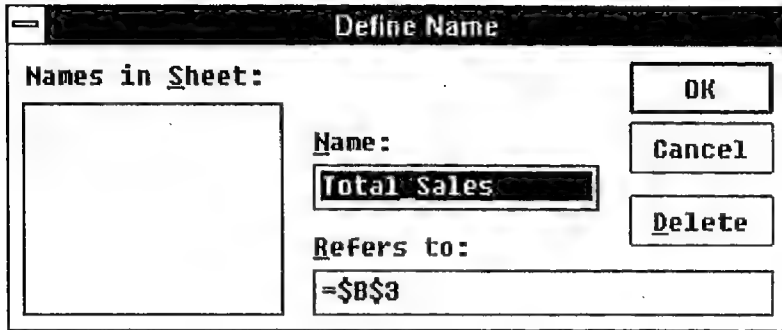 Define Name
Names in Sheet:
OK
Name:
Cancel
Total Sales
Delete
Refers to:
=$B$3